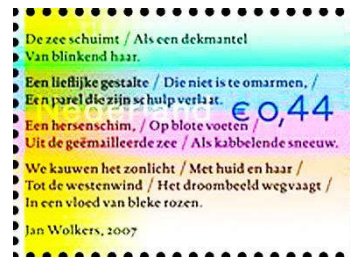 De zee schuimt / Als een dekmantel
Van blinkend haar.
Een lieflijke gestalte / Die niet is te omarmen, /
Een parel die zijn schulp verlaat.
Nederland €0,44
Een hersenschim, / Op blote voeten /
Uit de geëmailleerde zee / Als kabbelende sneeuw.
We kauwen het zonlicht / Met huid en haar /
Tot de westenwind / Het droombeeld wegvaagt /
In een vloed van bleke rozen.
Jan Wolkers, 2007